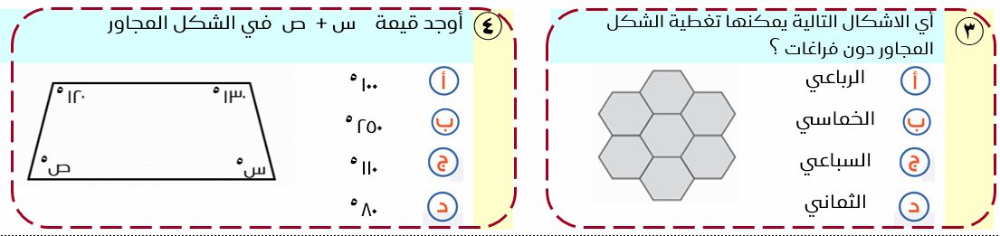 ٣
أي الاشكال التالية يمكنها تغطية الشكل
المجاور دون فراغات ؟
أ الرباعي
ب الخماسي
ج السباعي
د الثماني
٤
أوجد قيمة س + ص في الشكل المجاور
أ ١٠٠°
ب ٢٥٠°
ج ١١٠°
د ٨٠°
١٢٠° ١٣٠°
ص° س°